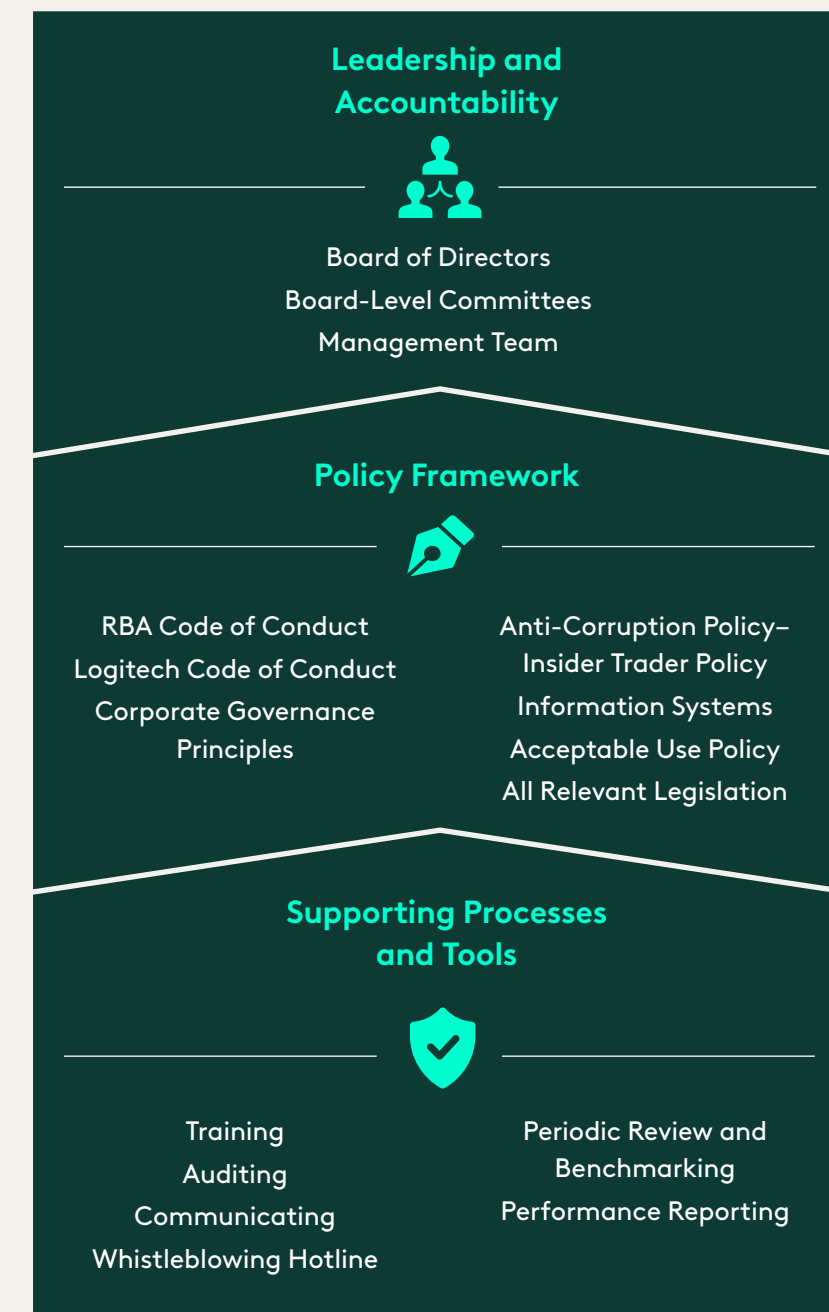 Leadership and
Accountability
Board of Directors
Board-Level Committees
Management Team
Policy Framework
RBA Code of Conduct
Logitech Code of Conduct
Corporate Governance
Principles
Anti-Corruption Policy–
Insider Trader Policy
Information Systems
Acceptable Use Policy
All Relevant Legislation
Supporting Processes
and Tools
Training
Auditing
Communicating
Whistleblowing Hotline
Periodic Review and
Benchmarking
Performance Reporting